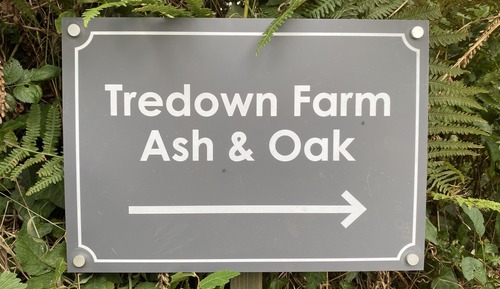 Tredown Farm
Ash & Oak